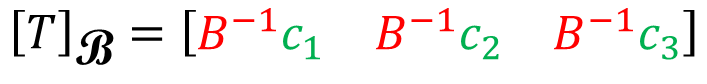 [T]_𝓑 = [B⁻¹c₁ B⁻¹c₂ B⁻¹c₃]